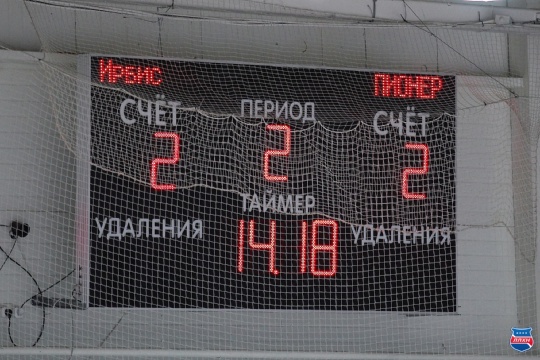 ИРБИС ПИОНЕР
СЧЁТ ПЕРИОД СЧЁТ
2 2 2
ТАЙМЕР
УДАЛЕНИЯ 14.18 УДАЛЕНИЯ